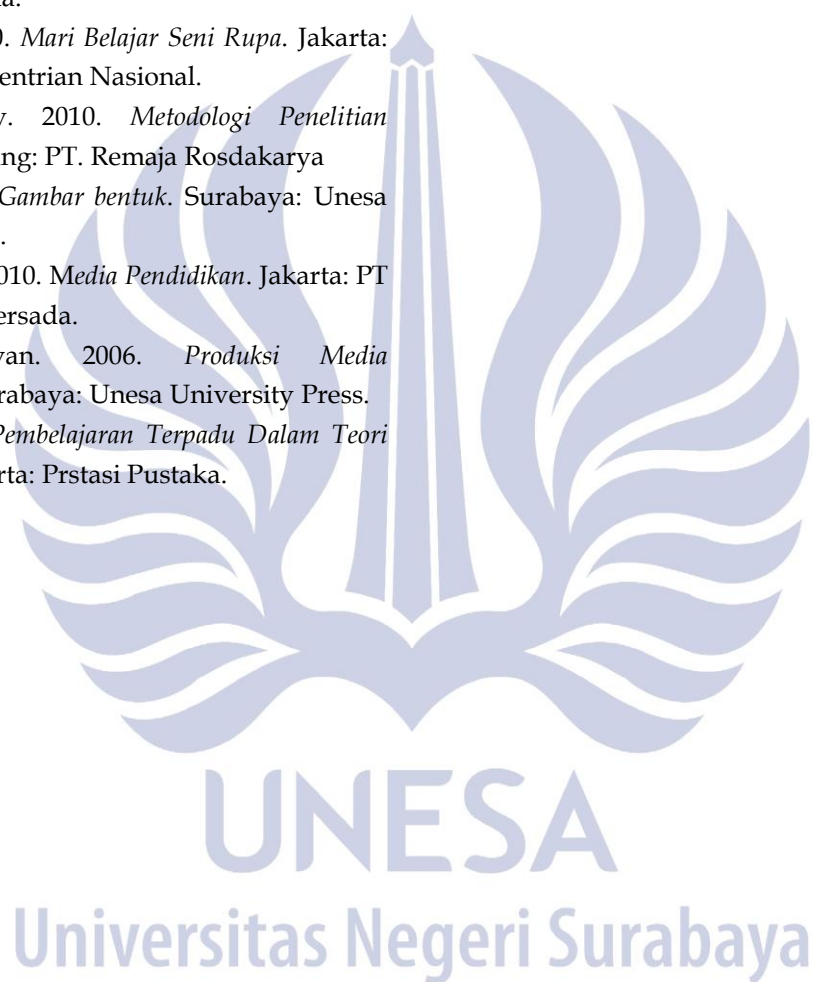 a.
0. Mari Belajar Seni Rupa. Jakarta:
entrian Nasional.
y. 2010. Metodologi Penelitian
ng: PT. Remaja Rosdakarya
Gambar bentuk. Surabaya: Unesa
.
010. Media Pendidikan. Jakarta: PT
ersada.
van. 2006. Produksi Media
rabaya: Unesa University Press.
Pembelajaran Terpadu Dalam Teori
rta: Prstasi Pustaka.
UNESA
Universitas Negeri Surabaya